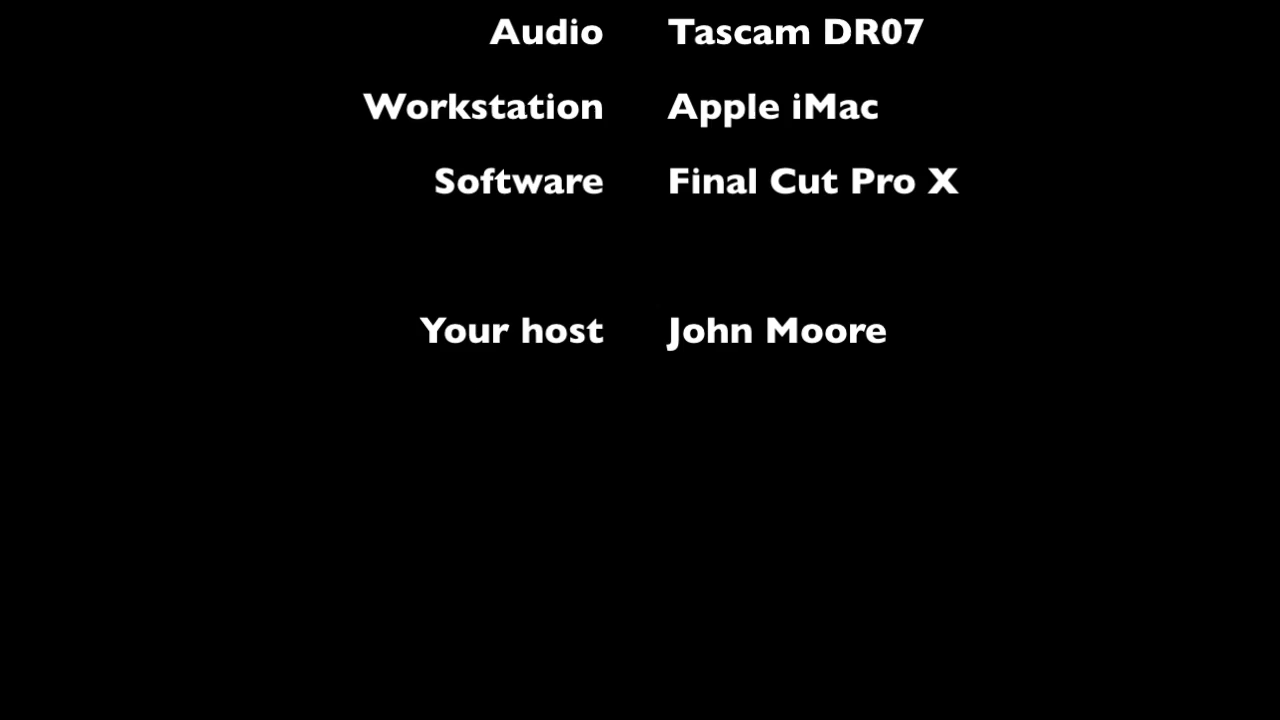 Audio Tascam DR07
Workstation Apple iMac
Software Final Cut Pro X
Your host John Moore